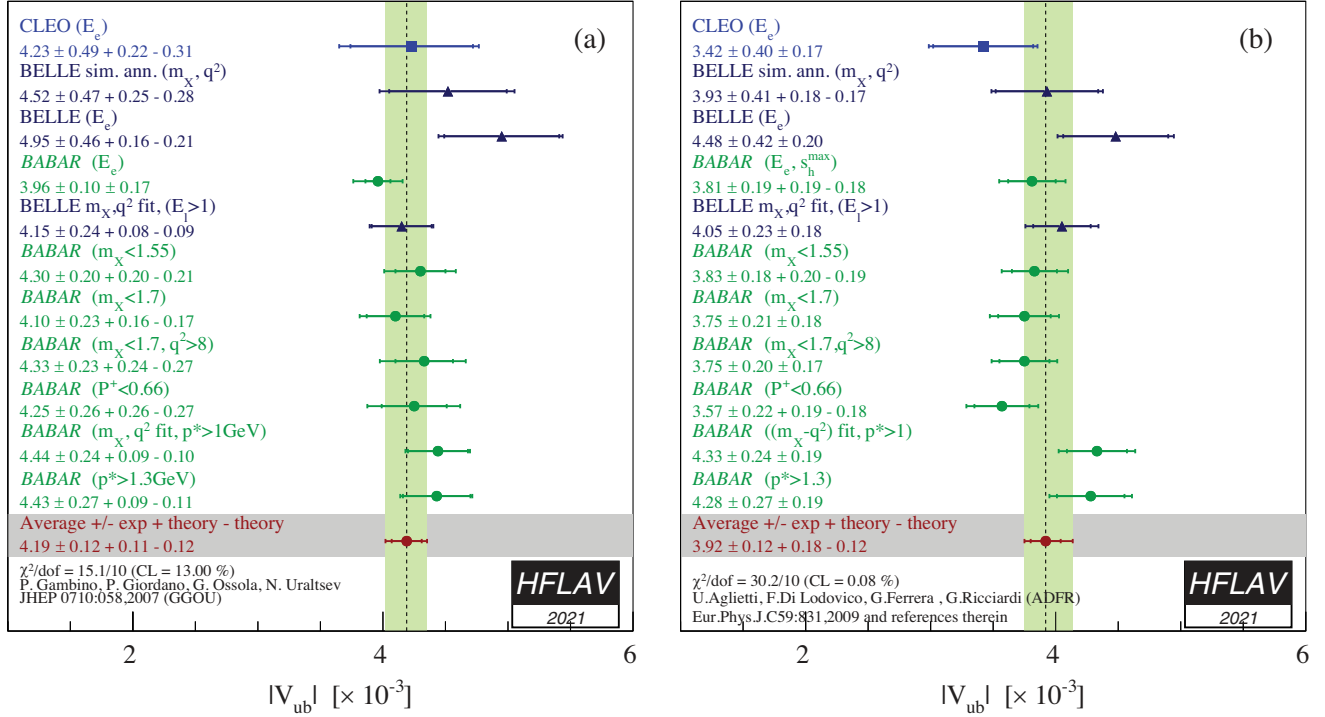 (a)
CLEO (E_e)
4.23 ± 0.49 + 0.22 - 0.31
BELLE sim. ann. (m_X, q²)
4.52 ± 0.47 + 0.25 - 0.28
BELLE (E_e)
4.95 ± 0.46 + 0.16 - 0.21
BABAR (E_e)
3.96 ± 0.10 ± 0.17
BELLE m_X,q² fit, (E_l>1)
4.15 ± 0.24 + 0.08 - 0.09
BABAR (m_X<1.55)
4.30 ± 0.20 + 0.20 - 0.21
BABAR (m_X<1.7)
4.10 ± 0.23 + 0.16 - 0.17
BABAR (m_X<1.7, q²>8)
4.33 ± 0.23 + 0.24 - 0.27
BABAR (P⁺<0.66)
4.25 ± 0.26 + 0.26 - 0.27
BABAR (m_X, q² fit, p*>1GeV)
4.44 ± 0.24 + 0.09 - 0.10
BABAR (p*>1.3GeV)
4.43 ± 0.27 + 0.09 - 0.11
Average +/- exp + theory - theory
4.19 ± 0.12 + 0.11 - 0.12
χ²/dof = 15.1/10 (CL = 13.00 %)
P. Gambino, P. Giordano, G. Ossola, N. Uraltsev
JHEP 0710:058,2007 (GGOU)
HFLAV
2021
2 4 6
|V_ub| [× 10⁻³]
(b)
CLEO (E_e)
3.42 ± 0.40 ± 0.17
BELLE sim. ann. (m_X, q²)
3.93 ± 0.41 + 0.18 - 0.17
BELLE (E_e)
4.48 ± 0.42 ± 0.20
BABAR (E_e, s_h^max)
3.81 ± 0.19 + 0.19 - 0.18
BELLE m_X,q² fit, (E_l>1)
4.05 ± 0.23 ± 0.18
BABAR (m_X<1.55)
3.83 ± 0.18 + 0.20 - 0.19
BABAR (m_X<1.7)
3.75 ± 0.21 ± 0.18
BABAR (m_X<1.7,q²>8)
3.75 ± 0.20 ± 0.17
BABAR (P⁺<0.66)
3.57 ± 0.22 + 0.19 - 0.18
BABAR ((m_X-q²) fit, p*>1)
4.33 ± 0.24 ± 0.19
BABAR (p*>1.3)
4.28 ± 0.27 ± 0.19
Average +/- exp + theory - theory
3.92 ± 0.12 + 0.18 - 0.12
χ²/dof = 30.2/10 (CL = 0.08 %)
U.Aglietti, F.Di Lodovico, G.Ferrera , G.Ricciardi (ADFR)
Eur.Phys.J.C59:831,2009 and references therein
HFLAV
2021
2 4 6
|V_ub| [× 10⁻³]